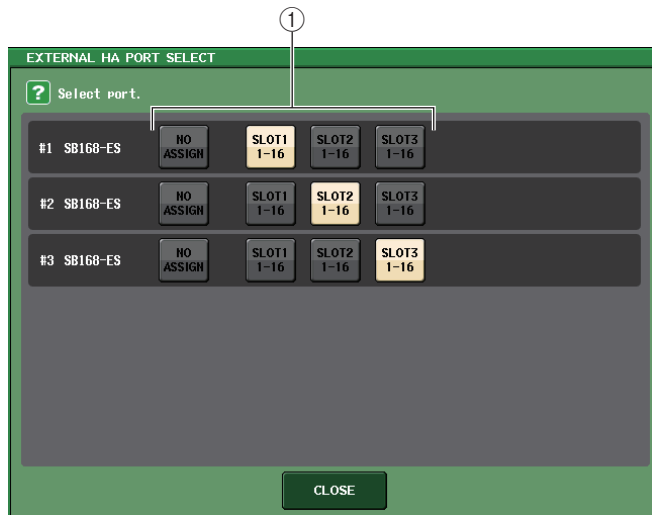 ①
EXTERNAL HA PORT SELECT
? Select port.
#1 SB168-ES NO ASSIGN SLOT1 1-16 SLOT2 1-16 SLOT3 1-16
#2 SB168-ES NO ASSIGN SLOT1 1-16 SLOT2 1-16 SLOT3 1-16
#3 SB168-ES NO ASSIGN SLOT1 1-16 SLOT2 1-16 SLOT3 1-16
CLOSE